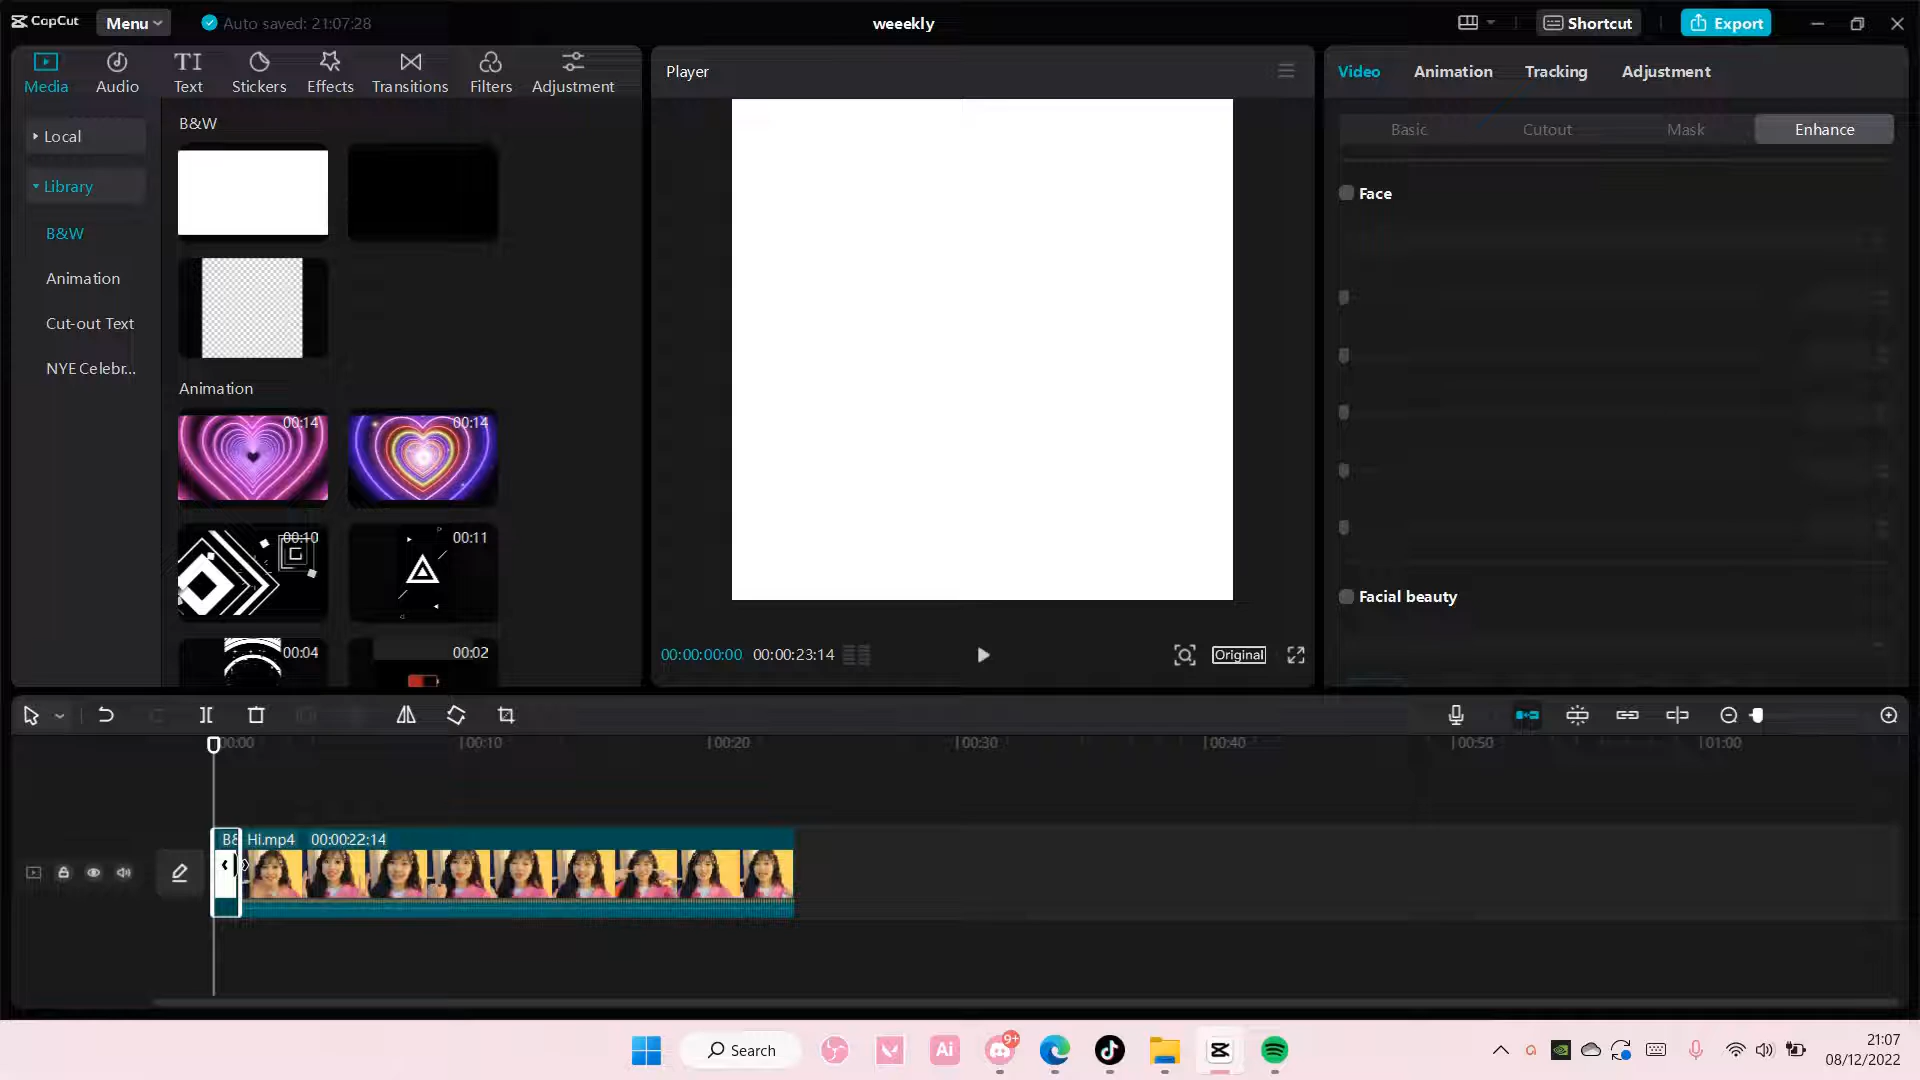 CapCut
Menu
Auto saved: 21:07:28
weeekly
Shortcut
Export
Media
Audio
Text
Stickers
Effects
Transitions
Filters
Adjustment
Local
Library
B&W
Animation
Cut-out Text
NYE Celebr...
B&W
Animation
00:14
00:14
00:10
00:11
00:04
00:02
Player
00:00:00:00
00:00:23:14
Original
Video
Animation
Tracking
Adjustment
Basic
Cutout
Mask
Enhance
Face
Facial beauty
00:00
00:10
00:20
00:30
00:40
00:50
01:00
B&
Hi.mp4
00:00:22:14
Search
Ai
9+
21:07
08/12/2022